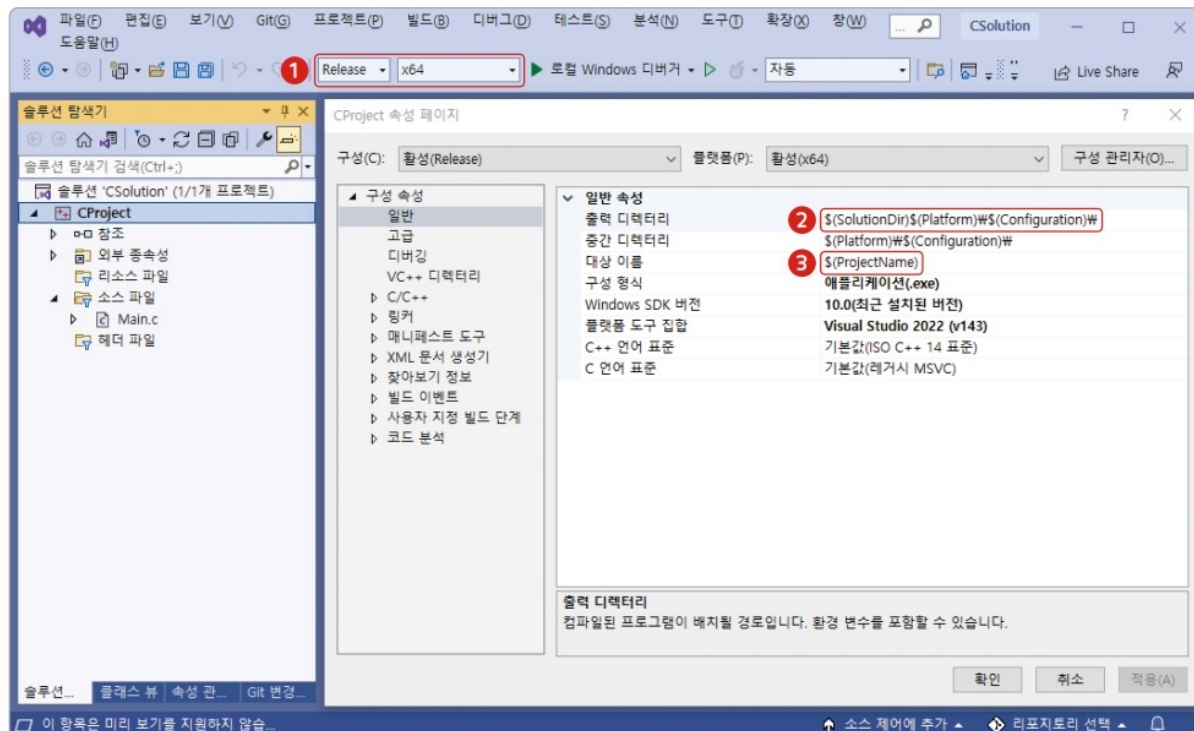 파일(F) 편집(E) 보기(V) Git(G) 프로젝트(P) 빌드(B) 디버그(D) 테스트(S) 분석(N) 도구(T) 확장(X) 창(W) ... CSolution
도움말(H)
1 Release x64 로컬 Windows 디버거 자동 Live Share
솔루션 탐색기
솔루션 탐색기 검색(Ctrl+;)
솔루션 'CSolution' (1/1개 프로젝트)
CProject
참조
외부 종속성
리소스 파일
소스 파일
Main.c
헤더 파일
솔루션... 클래스 뷰 속성 관... Git 변경...
CProject 속성 페이지 ?
구성(C): 활성(Release) 플랫폼(P): 활성(x64) 구성 관리자(O)...
구성 속성
일반
고급
디버깅
VC++ 디렉터리
C/C++
링커
매니페스트 도구
XML 문서 생성기
찾아보기 정보
빌드 이벤트
사용자 지정 빌드 단계
코드 분석
일반 속성
출력 디렉터리 2 $(SolutionDir)$(Platform)₩$(Configuration)₩
중간 디렉터리 $(Platform)₩$(Configuration)₩
대상 이름 3 $(ProjectName)
구성 형식 애플리케이션(.exe)
Windows SDK 버전 10.0(최근 설치된 버전)
플랫폼 도구 집합 Visual Studio 2022 (v143)
C++ 언어 표준 기본값(ISO C++ 14 표준)
C 언어 표준 기본값(레거시 MSVC)
출력 디렉터리
컴파일된 프로그램이 배치될 경로입니다. 환경 변수를 포함할 수 있습니다.
확인 취소 적용(A)
이 항목은 미리 보기를 지원하지 않습... 소스 제어에 추가 리포지토리 선택